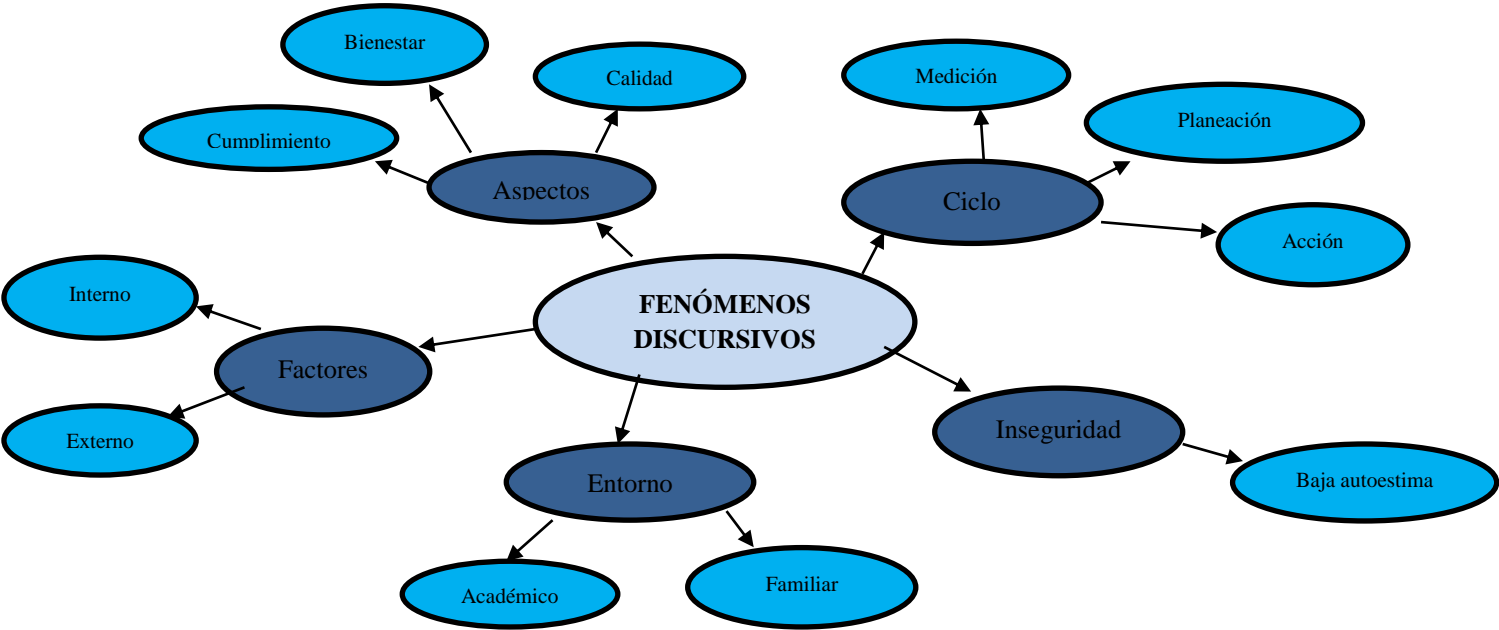 Bienestar
Calidad
Cumplimiento
Aspectos
Medición
Planeación
Ciclo
Acción
FENÓMENOS
DISCURSIVOS
Interno
Factores
Externo
Inseguridad
Baja autoestima
Entorno
Académico
Familiar